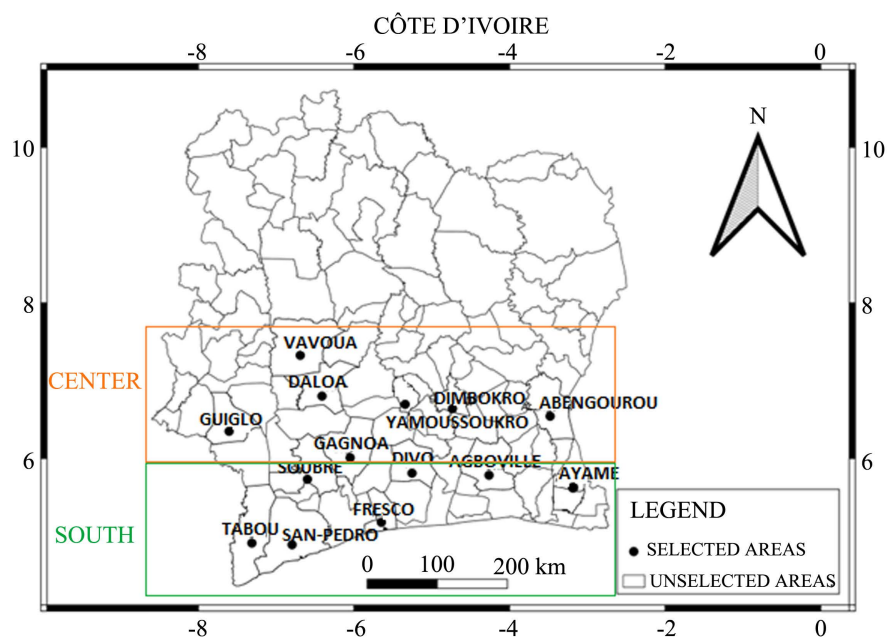 CÔTE D'IVOIRE
-8 -6 -4 -2 0
N
10 10
8 8
VAVOUA
CENTER
DALOA
DIMBOKRO
ABENGOUROU
GUIGLO
YAMOUSSOUKRO
GAGNOA
6 6
DIVO
AGBOVILLE
SOUBRE
AYAME
LEGEND
FRESCO
SOUTH
TABOU
SAN-PEDRO
SELECTED AREAS
0 100 200 km
UNSELECTED AREAS
-8 -6 -4 -2 0